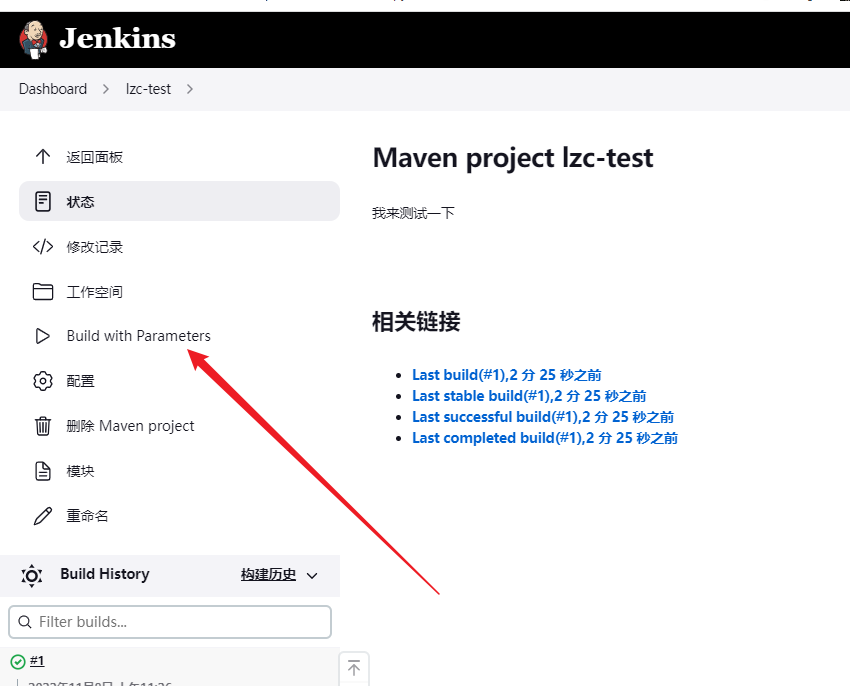 Jenkins
Dashboard
lzc-test
返回面板
状态
修改记录
工作空间
Build with Parameters
配置
删除 Maven project
模块
重命名
Maven project lzc-test
我来测试一下
相关链接
Last build(#1),2 分 25 秒之前
Last stable build(#1),2 分 25 秒之前
Last successful build(#1),2 分 25 秒之前
Last completed build(#1),2 分 25 秒之前
Build History
构建历史
Filter builds...
#1